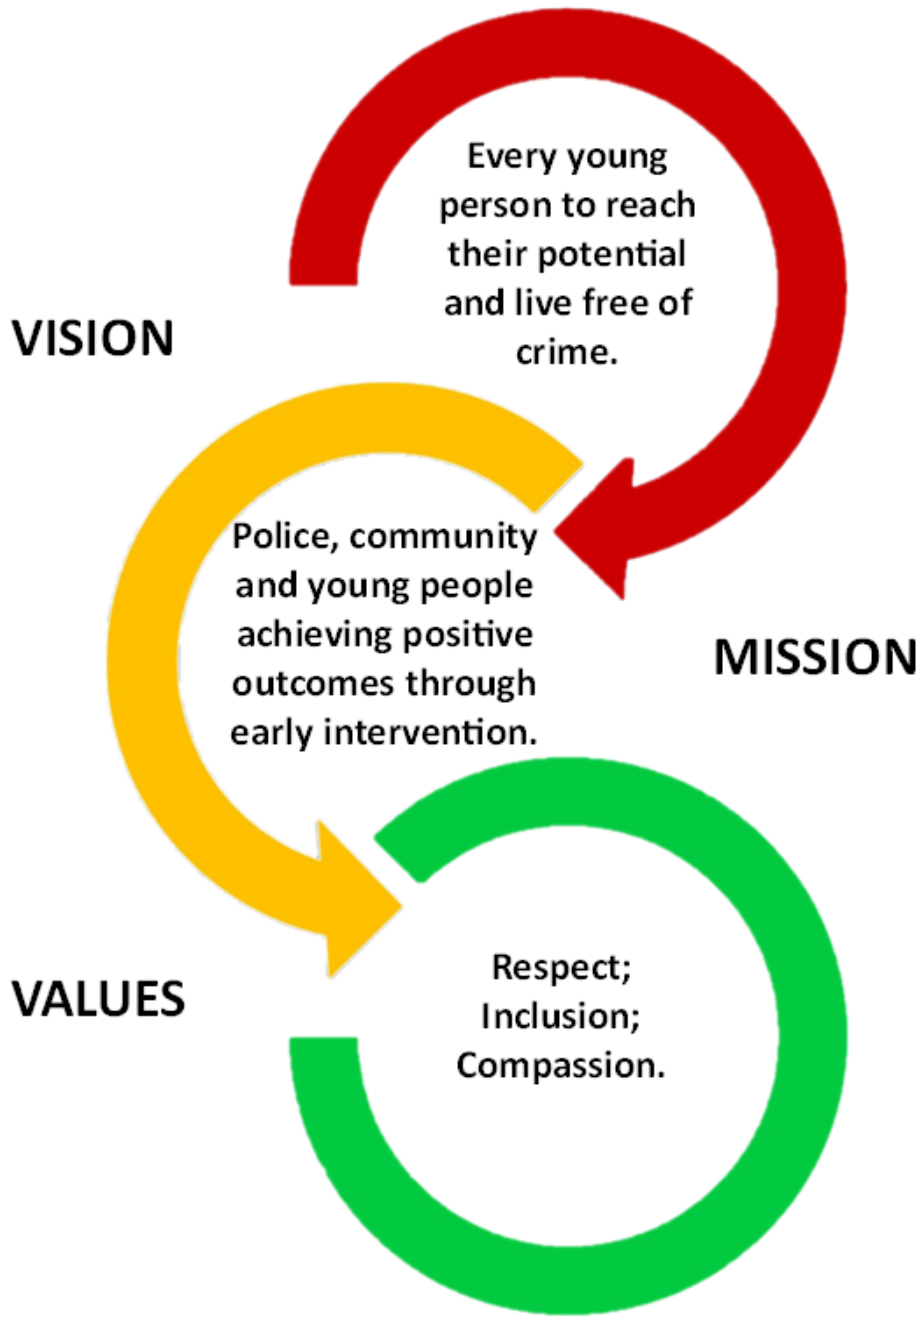 VISION
Every young
person to reach
their potential
and live free of
crime.
MISSION
Police, community
and young people
achieving positive
outcomes through
early intervention.
VALUES
Respect;
Inclusion;
Compassion.